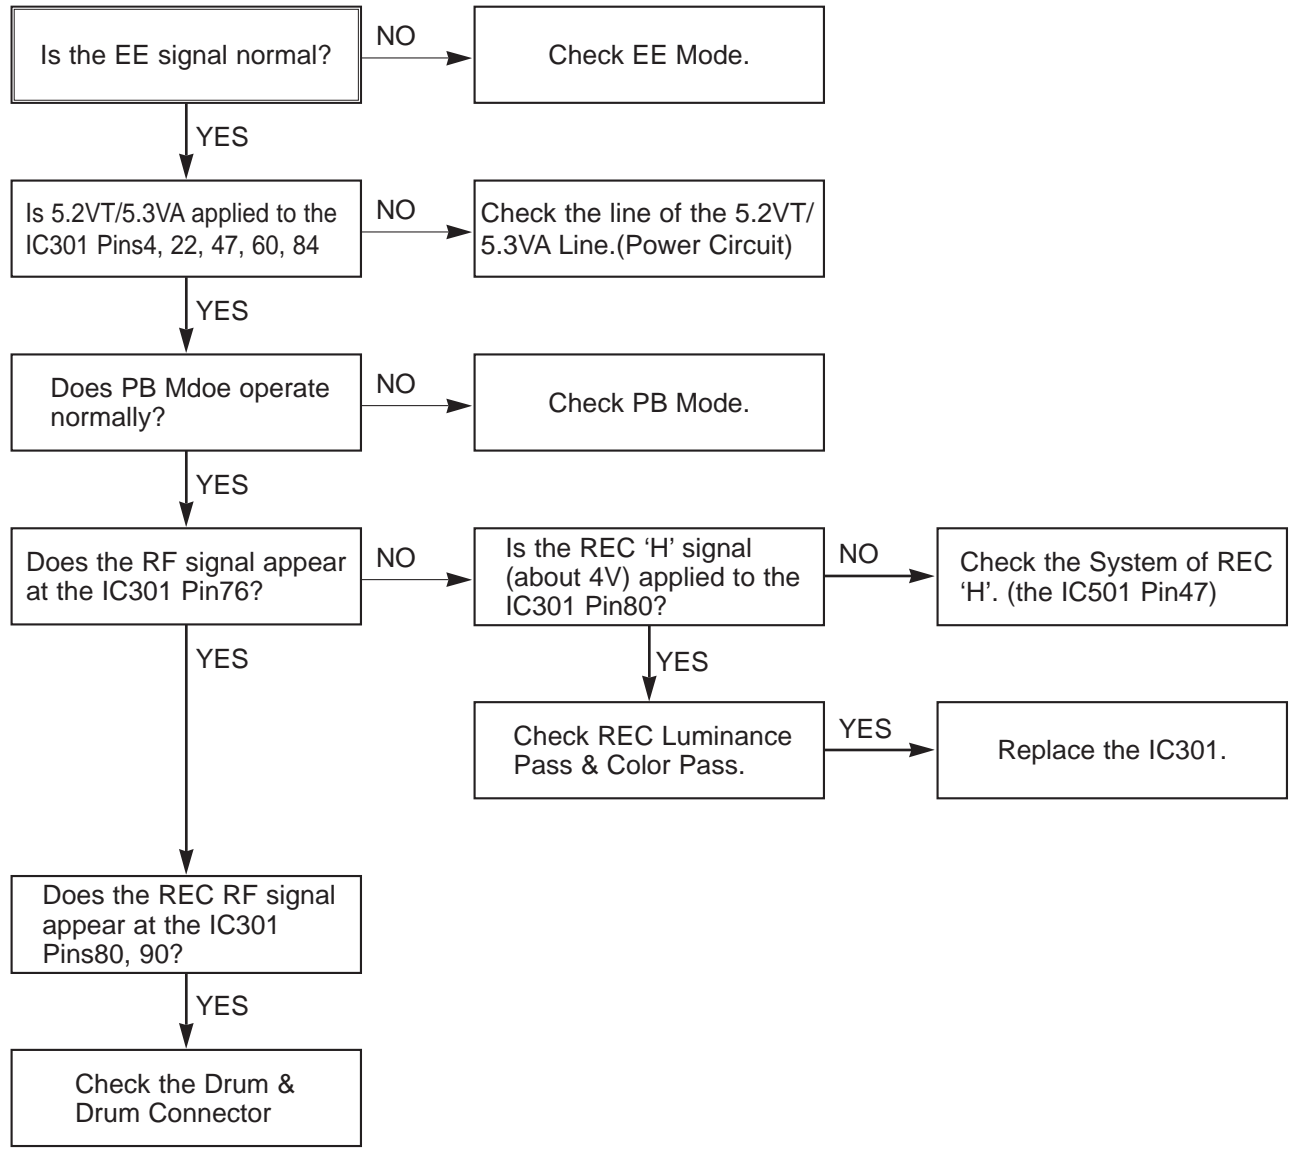 Is the EE signal normal?
NO
Check EE Mode.
YES
Is 5.2VT/5.3VA applied to the
IC301 Pins4, 22, 47, 60, 84
NO
Check the line of the 5.2VT/
5.3VA Line.(Power Circuit)
YES
Does PB Mdoe operate
normally?
NO
Check PB Mode.
YES
Does the RF signal appear
at the IC301 Pin76?
NO
Is the REC ‘H’ signal
(about 4V) applied to the
IC301 Pin80?
NO
Check the System of REC
‘H’. (the IC501 Pin47)
YES
YES
Check REC Luminance
Pass & Color Pass.
YES
Replace the IC301.
Does the REC RF signal
appear at the IC301
Pins80, 90?
YES
Check the Drum &
Drum Connector